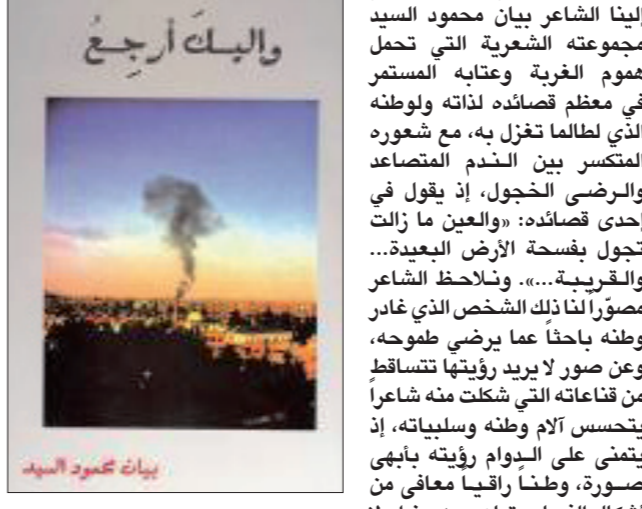 إلينا الشاعر بيان محمود السيد
مجموعته الشعرية التي تحمل
هموم الغربة وعتابه المستمر
في معظم قصائده لذاته ولوطنه
الذي لطالما تغزل به، مع شعوره
المتكسر بين الندم المتصاعد
والرضى الخجول، إذ يقول في
إحدى قصائده: «والعين ما زالت
تجول بفسحة الأرض البعيدة...
والقريبة...». ونلاحظ الشاعر
مصوّراً لنا ذلك الشخص الذي غادر
وطنه باحثاً عما يرضي طموحه،
وعن صور لا يريد رؤيتها تتساقط
من قناعاته التي شكلت منه شاعراً
يتحسس آلام وطنه وسلبياته، إذ
يتمنى على الدوام رؤيته بأبهى
صورة، وطناً راقياً معافى من
وإليكَ أرجعُ
بيان محمود السيد